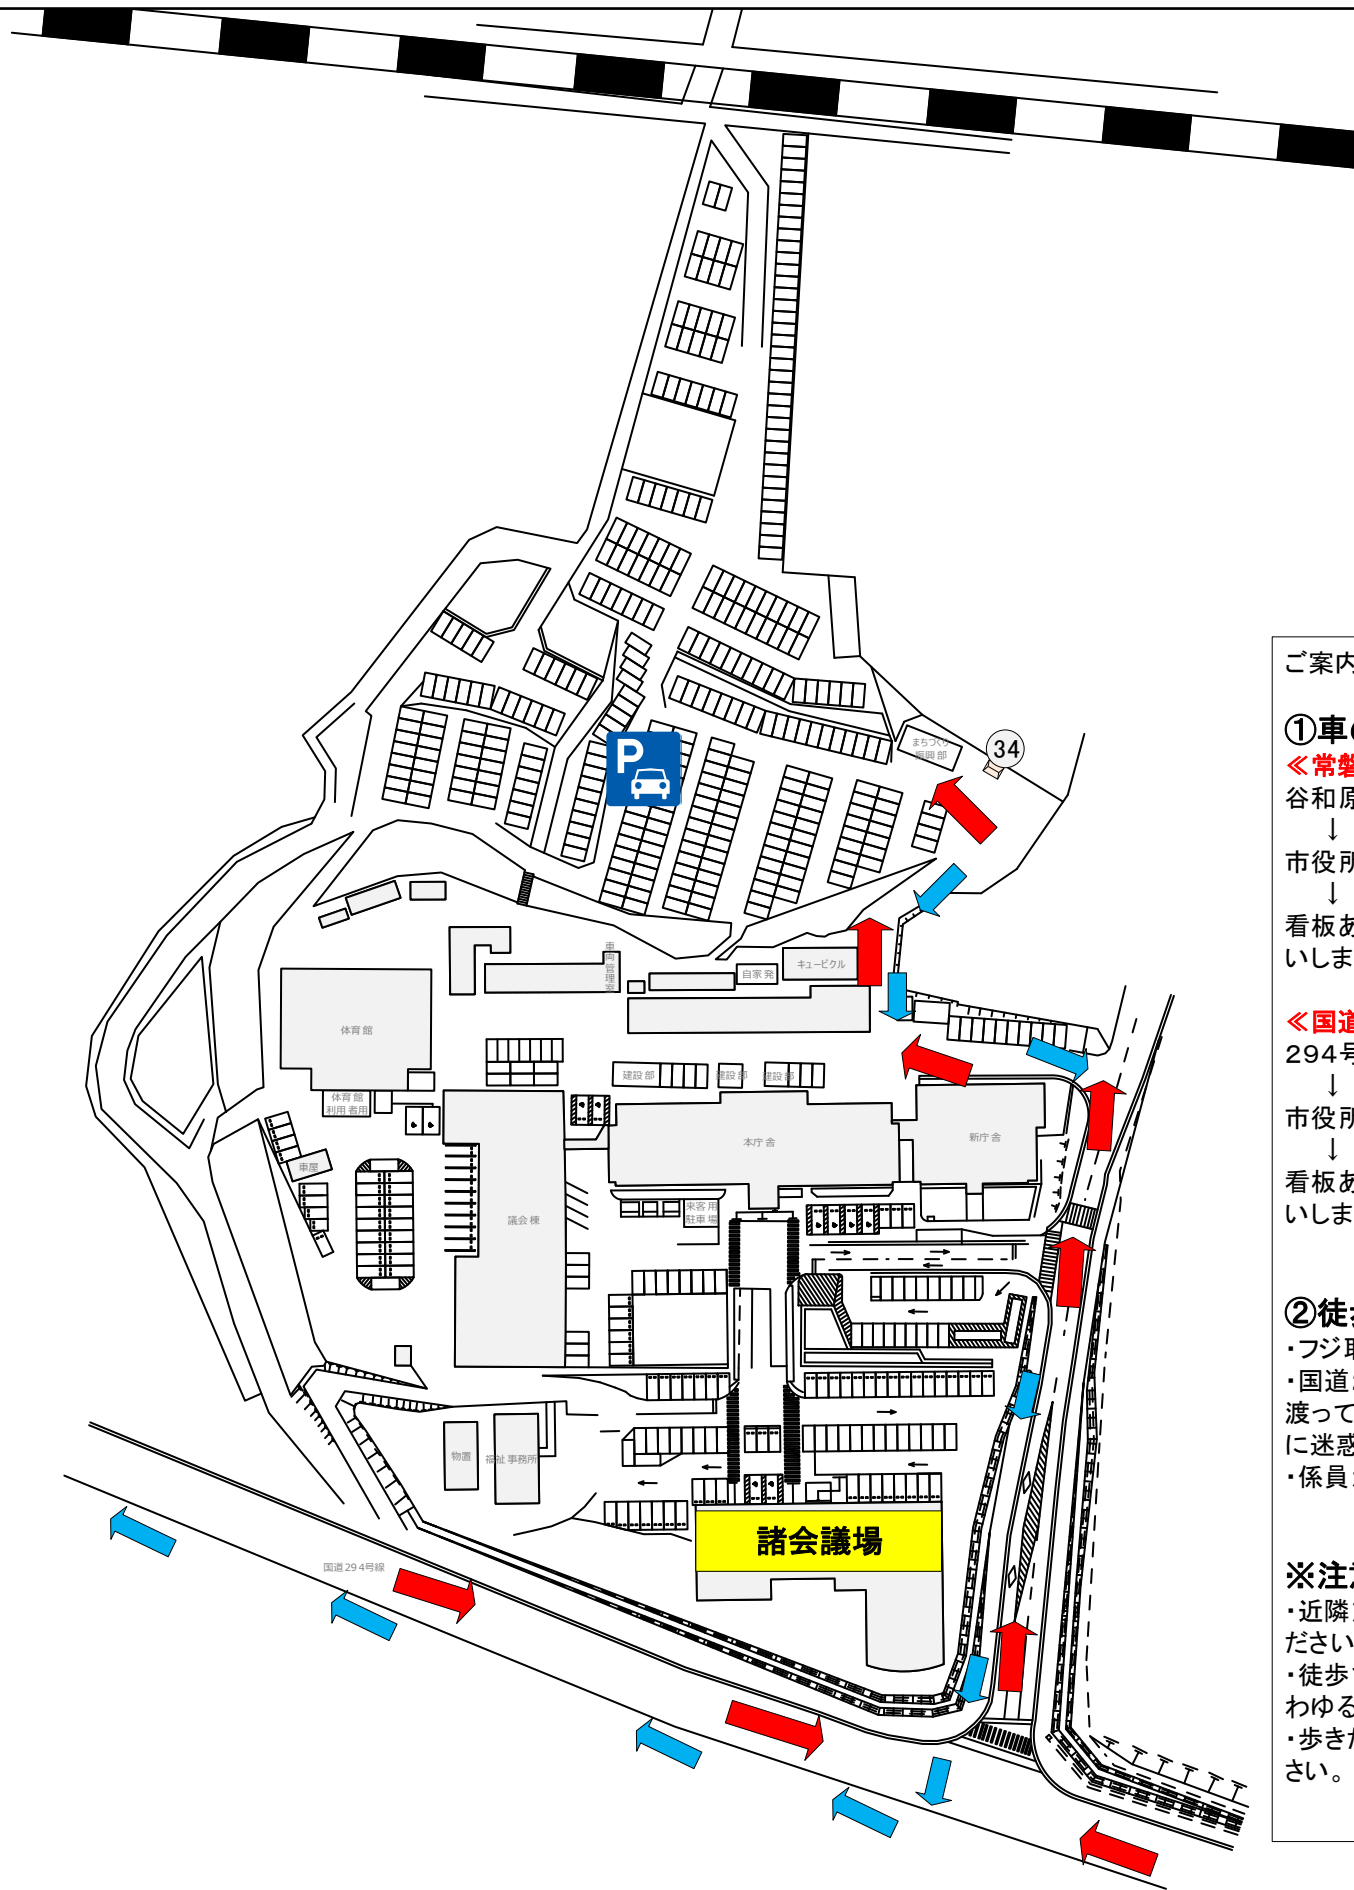 34
まちづくり
振興部
P
キュービクル
自家発
車両管理室
体育館
体育館
利用者用
建設部
建設部
建設部
本庁舎
新庁舎
車屋
議会棟
来客用
駐車場
物置
福祉事務所
諸会議場
国道294号線
ご案内
①車の
≪常磐
谷和原
↓
市役所
↓
看板あ
いしま
≪国道
294号
↓
市役所
↓
看板あ
いしま
②徒歩
・フジ取
・国道
渡って
に迷惑
・係員
※注意
・近隣
ださい
・徒歩
わゆる
・歩きた
さい。